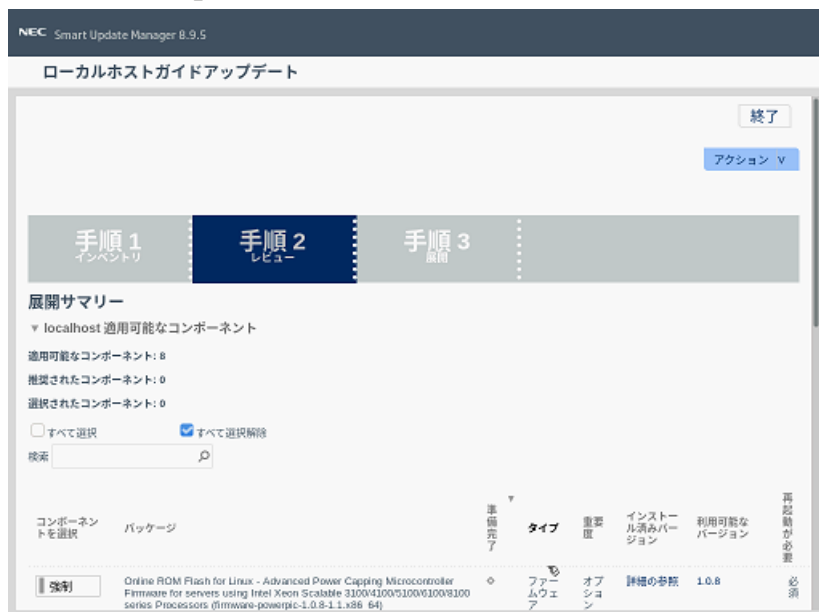 NEC Smart Update Manager 8.9.5
ローカルホストガイドアップデート
終了
アクション ∨
手順 1
インベントリ
手順 2
レビュー
手順 3
展開
展開サマリー
▼ localhost 適用可能なコンポーネント
適用可能なコンポーネント: 8
推奨されたコンポーネント: 0
選択されたコンポーネント: 0
すべて選択
すべて選択解除
検索
コンポーネン
トを選択
パッケージ
準
備
完
了
▼
タイプ
重要
度
インストー
ル済みバー
ジョン
利用可能な
バージョン
再
起
動
が
必
要
強制
Online ROM Flash for Linux - Advanced Power Capping Microcontroller
Firmware for servers using Intel Xeon Scalable 3100/4100/5100/6100/8100
series Processors (firmware-powerpic-1.0.8-1.1.x86_64)
ファー
ムウェ
ア
オプ
ショ
ン
詳細の参照
1.0.8
必
須